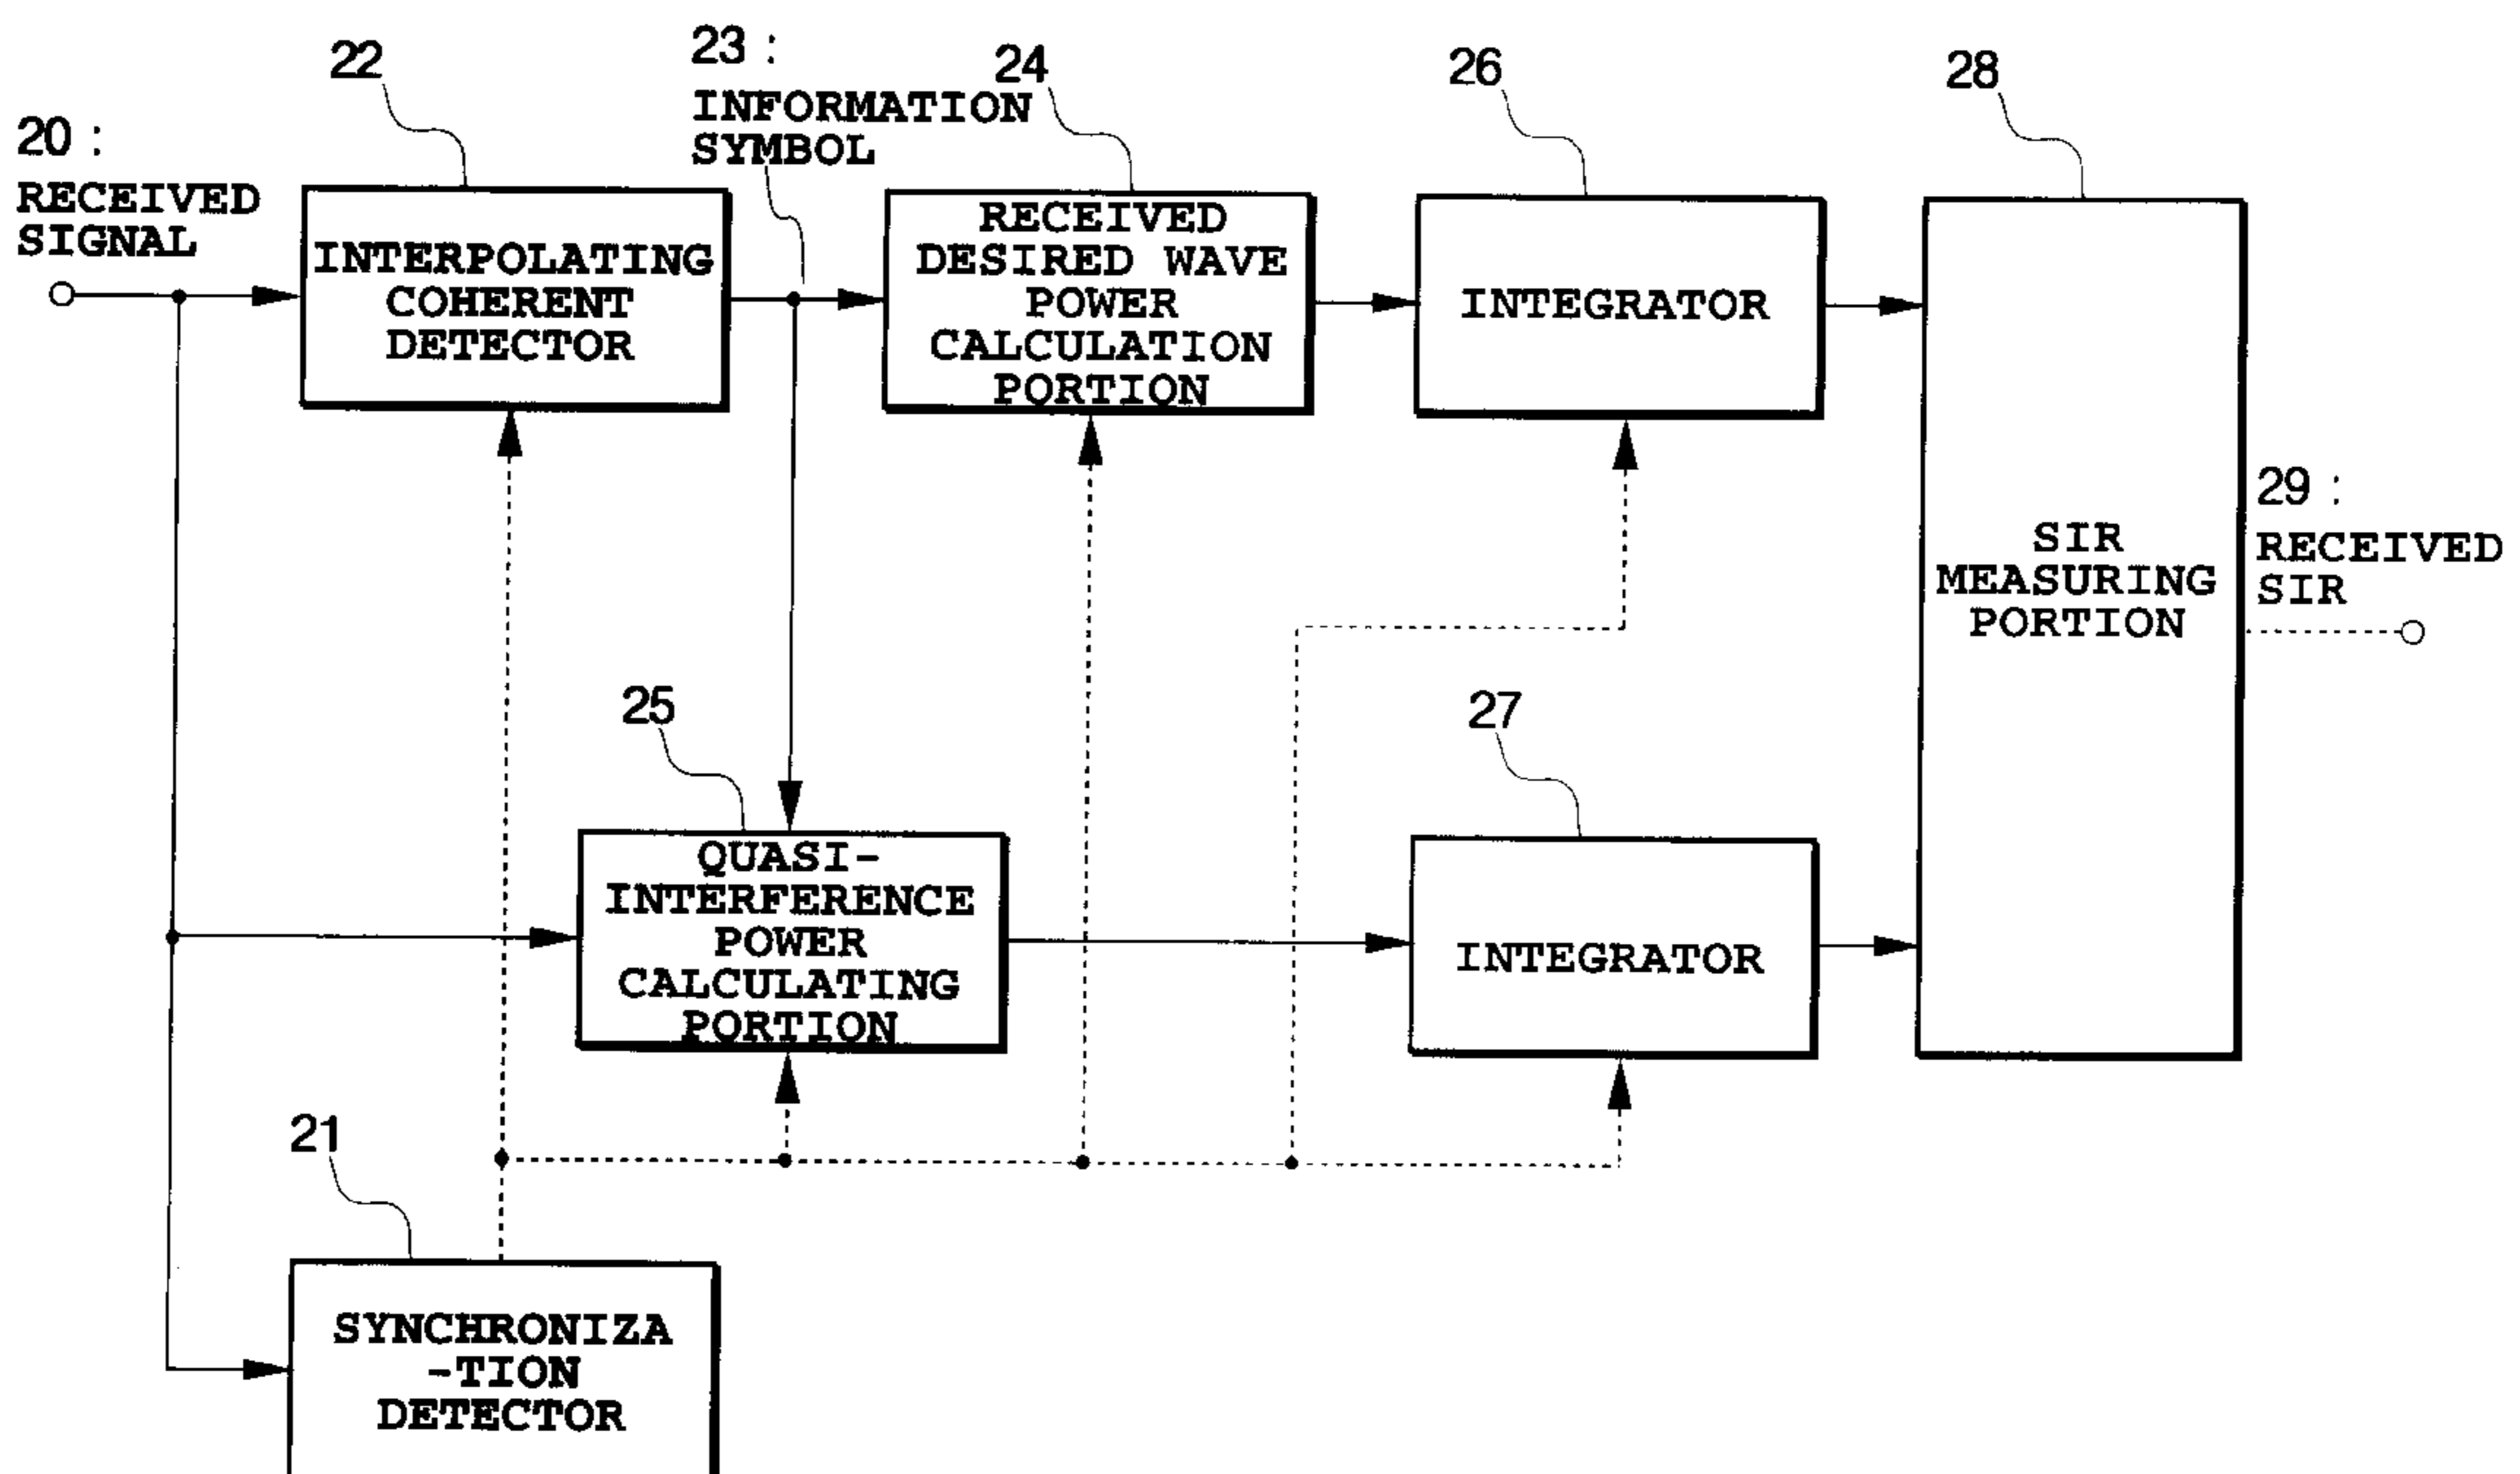 22
23 :
24
26
28
INFORMATION
SYMBOL
20 :
RECEIVED
SIGNAL
INTERPOLATING
COHERENT
DETECTOR
RECEIVED
DESIRED WAVE
POWER
CALCULATION
PORTION
INTEGRATOR
SIR
MEASURING
PORTION
29 :
RECEIVED
SIR
25
27
QUASI-
INTERFERENCE
POWER
CALCULATING
PORTION
INTEGRATOR
21
SYNCHRONIZA
-TION
DETECTOR